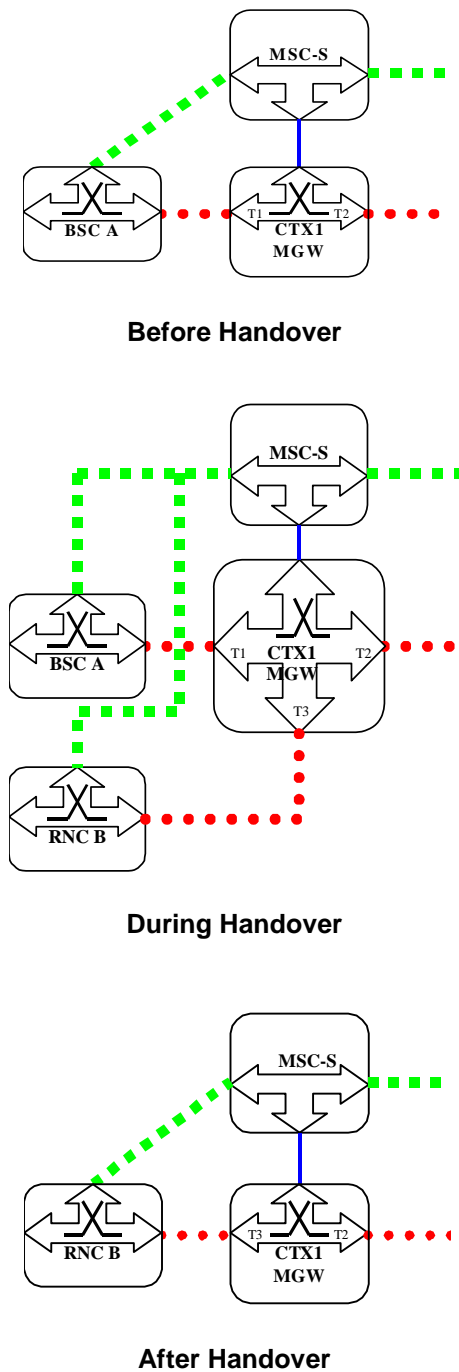 MSC-S
BSC A
T1
T2
CTX1
MGW
Before Handover
MSC-S
BSC A
T1
CTX1
T2
MGW
T3
RNC B
During Handover
MSC-S
RNC B
T3
T2
CTX1
MGW
After Handover